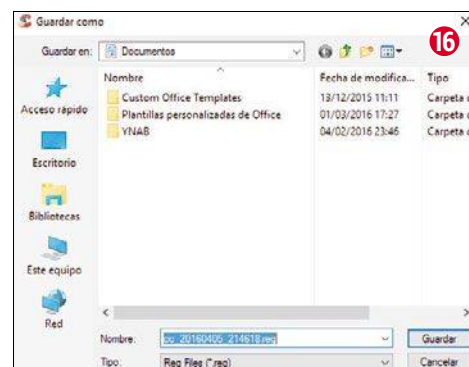 Guardar como
16
Guardar en: Documentos
Nombre Fecha de modifica... Tipo
Custom Office Templates 13/12/2015 11:11 Carpeta
Plantillas personalizadas de Office 01/03/2016 17:27 Carpeta
YNAB 04/02/2016 23:46 Carpeta
Acceso rápido
Escritorio
Bibliotecas
Este equipo
Red
Nombre: cc_20160405_214618.reg Guardar
Tipo: Reg Files (*.reg) Cancelar